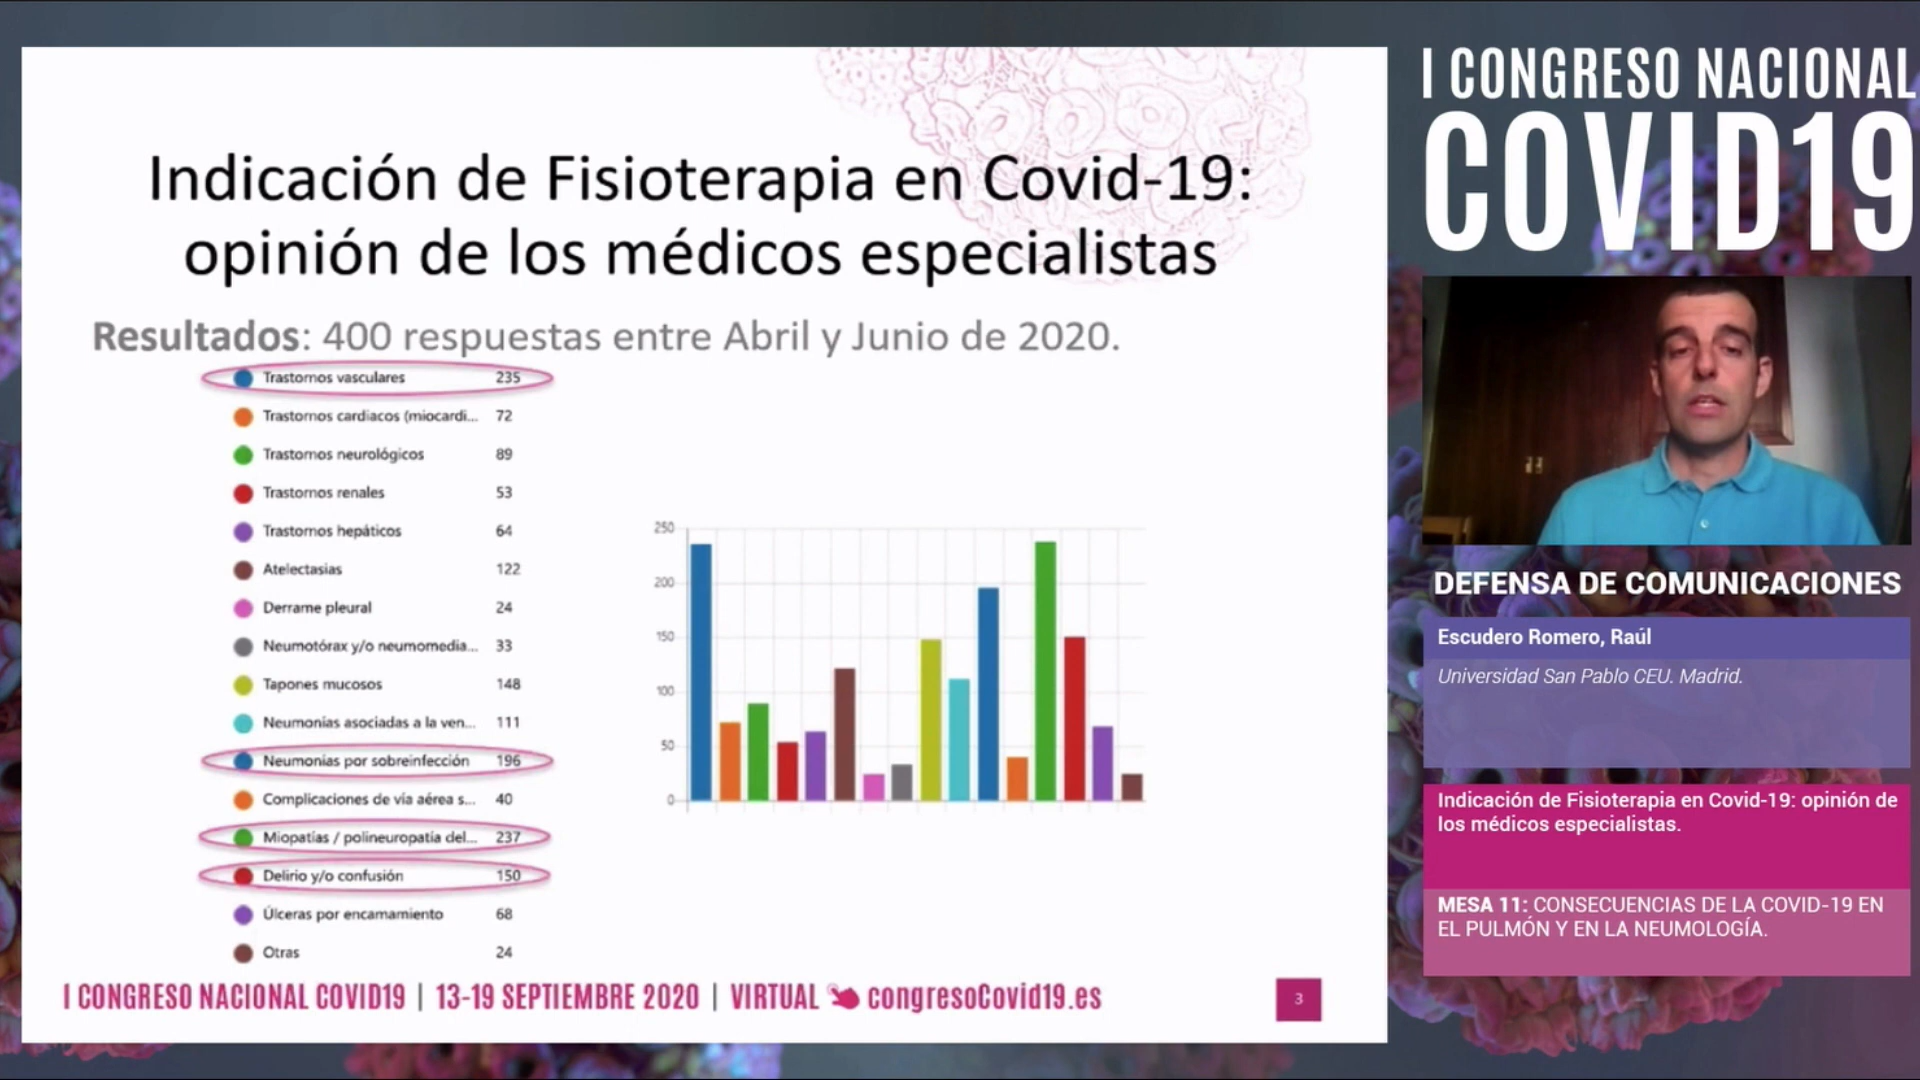 Indicación de Fisioterapia en Covid-19:
opinión de los médicos especialistas
Resultados: 400 respuestas entre Abril y Junio de 2020.
Trastornos vasculares 235
Trastornos cardiacos (miocardi... 72
Trastornos neurológicos 89
Trastornos renales 53
Trastornos hepáticos 64
Atelectasias 122
Derrame pleural 24
Neumotórax y/o neumomedia... 33
Tapones mucosos 148
Neumonías asociadas a la ven... 111
Neumonías por sobreinfección 196
Complicaciones de vía aérea s... 40
Miopatías / polineuropatía del... 237
Delirio y/o confusión 150
Úlceras por encamamiento 68
Otras 24
250
200
150
100
50
0
I CONGRESO NACIONAL COVID19 | 13-19 SEPTIEMBRE 2020 | VIRTUAL congresoCovid19.es
3
I CONGRESO NACIONAL
COVID19
DEFENSA DE COMUNICACIONES
Escudero Romero, Raúl
Universidad San Pablo CEU. Madrid.
Indicación de Fisioterapia en Covid-19: opinión de
los médicos especialistas.
MESA 11: CONSECUENCIAS DE LA COVID-19 EN
EL PULMÓN Y EN LA NEUMOLOGÍA.